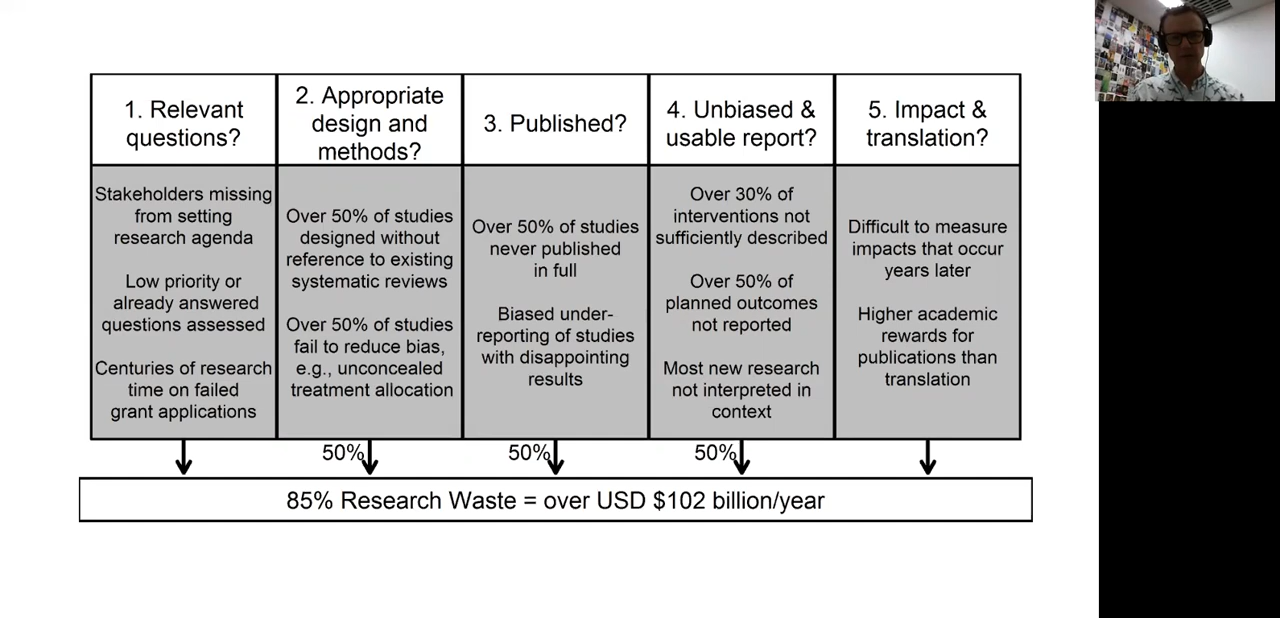 1. Relevant
questions?
2. Appropriate
design and
methods?
3. Published?
4. Unbiased &
usable report?
5. Impact &
translation?
Stakeholders missing
from setting
research agenda
Low priority or
already answered
questions assessed
Centuries of research
time on failed
grant applications
Over 50% of studies
designed without
reference to existing
systematic reviews
Over 50% of studies
fail to reduce bias,
e.g., unconcealed
treatment allocation
Over 50% of studies
never published
in full
Biased under-
reporting of studies
with disappointing
results
Over 30% of
interventions not
sufficiently described
Over 50% of
planned outcomes
not reported
Most new research
not interpreted in
context
Difficult to measure
impacts that occur
years later
Higher academic
rewards for
publications than
translation
50%
50%
50%
85% Research Waste = over USD $102 billion/year